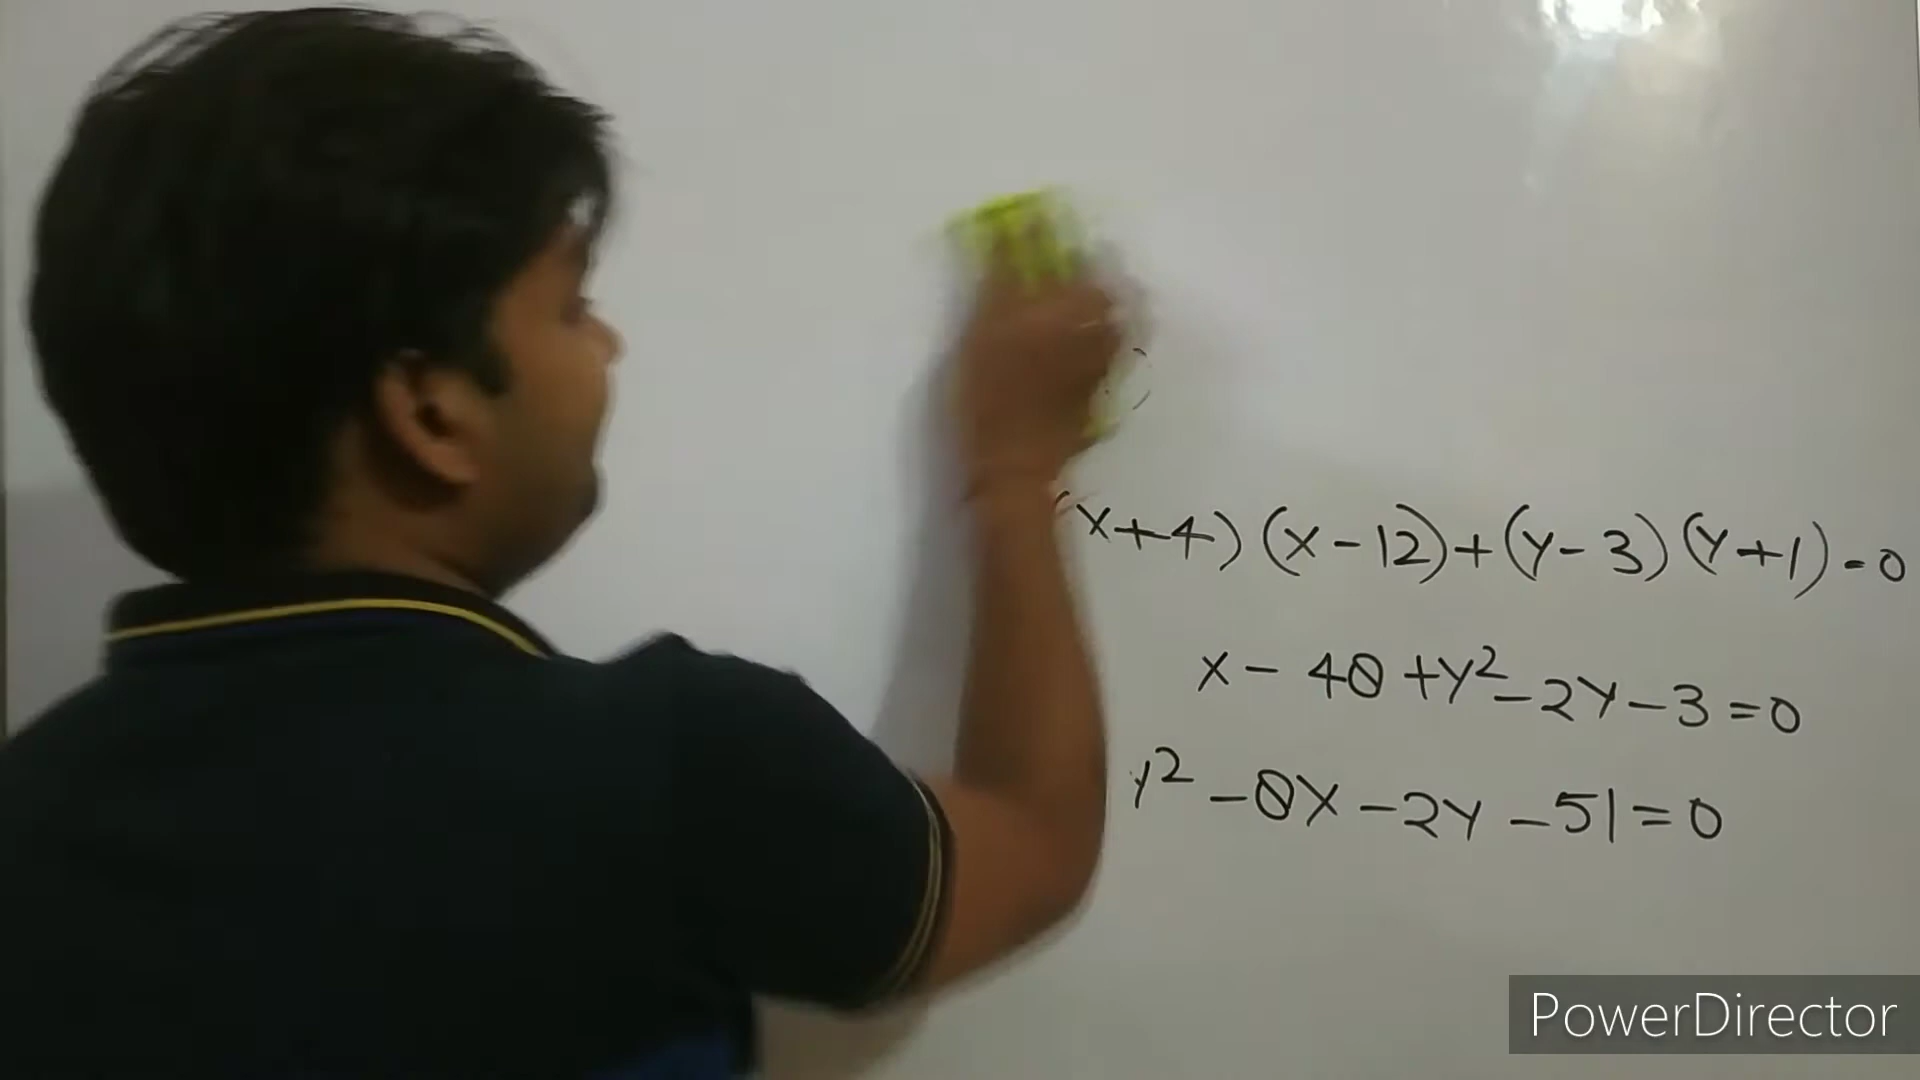 (x+4) (x-12)+(y-3) (y+1)=0
x - 48 +y²-2y-3=0
y² -8x -2y -51=0
PowerDirector